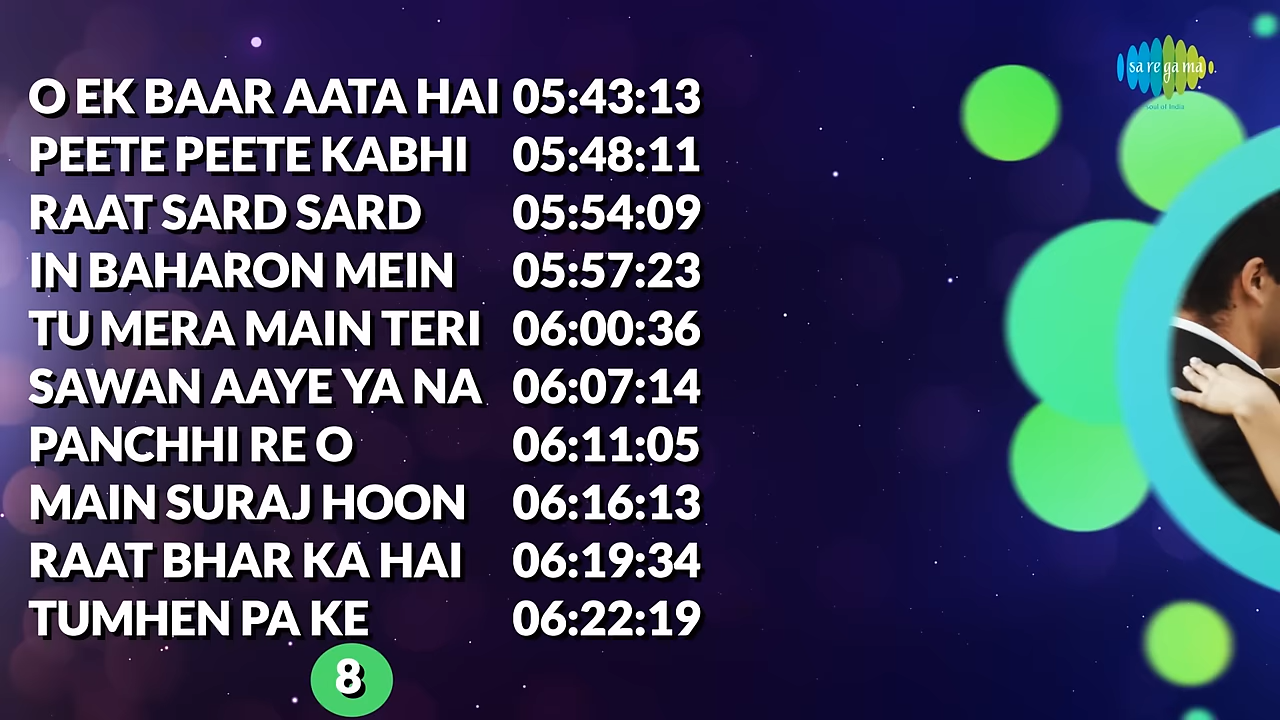 O EK BAAR AATA HAI 05:43:13
PEETE PEETE KABHI 05:48:11
RAAT SARD SARD 05:54:09
IN BAHARON MEIN 05:57:23
TU MERA MAIN TERI 06:00:36
SAWAN AAYE YA NA 06:07:14
PANCHHI RE O 06:11:05
MAIN SURAJ HOON 06:16:13
RAAT BHAR KA HAI 06:19:34
TUMHEN PA KE 06:22:19
8
sa re ga ma
Soul of India